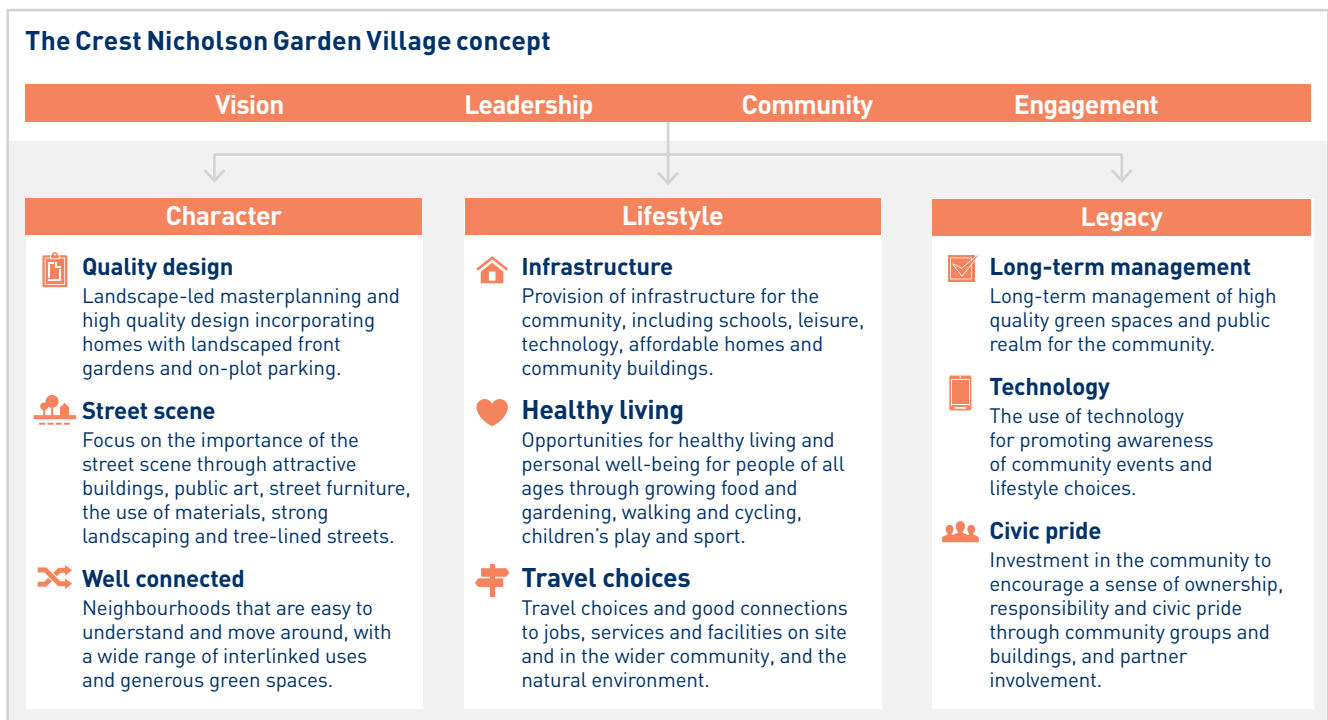 The Crest Nicholson Garden Village concept
Vision Leadership Community Engagement
Character
Quality design
Landscape-led masterplanning and
high quality design incorporating
homes with landscaped front
gardens and on-plot parking.
Street scene
Focus on the importance of the
street scene through attractive
buildings, public art, street furniture,
the use of materials, strong
landscaping and tree-lined streets.
Well connected
Neighbourhoods that are easy to
understand and move around, with
a wide range of interlinked uses
and generous green spaces.
Lifestyle
Infrastructure
Provision of infrastructure for the
community, including schools, leisure,
technology, affordable homes and
community buildings.
Healthy living
Opportunities for healthy living and
personal well-being for people of all
ages through growing food and
gardening, walking and cycling,
children’s play and sport.
Travel choices
Travel choices and good connections
to jobs, services and facilities on site
and in the wider community, and the
natural environment.
Legacy
Long-term management
Long-term management of high
quality green spaces and public
realm for the community.
Technology
The use of technology
for promoting awareness
of community events and
lifestyle choices.
Civic pride
Investment in the community to
encourage a sense of ownership,
responsibility and civic pride
through community groups and
buildings, and partner
involvement.